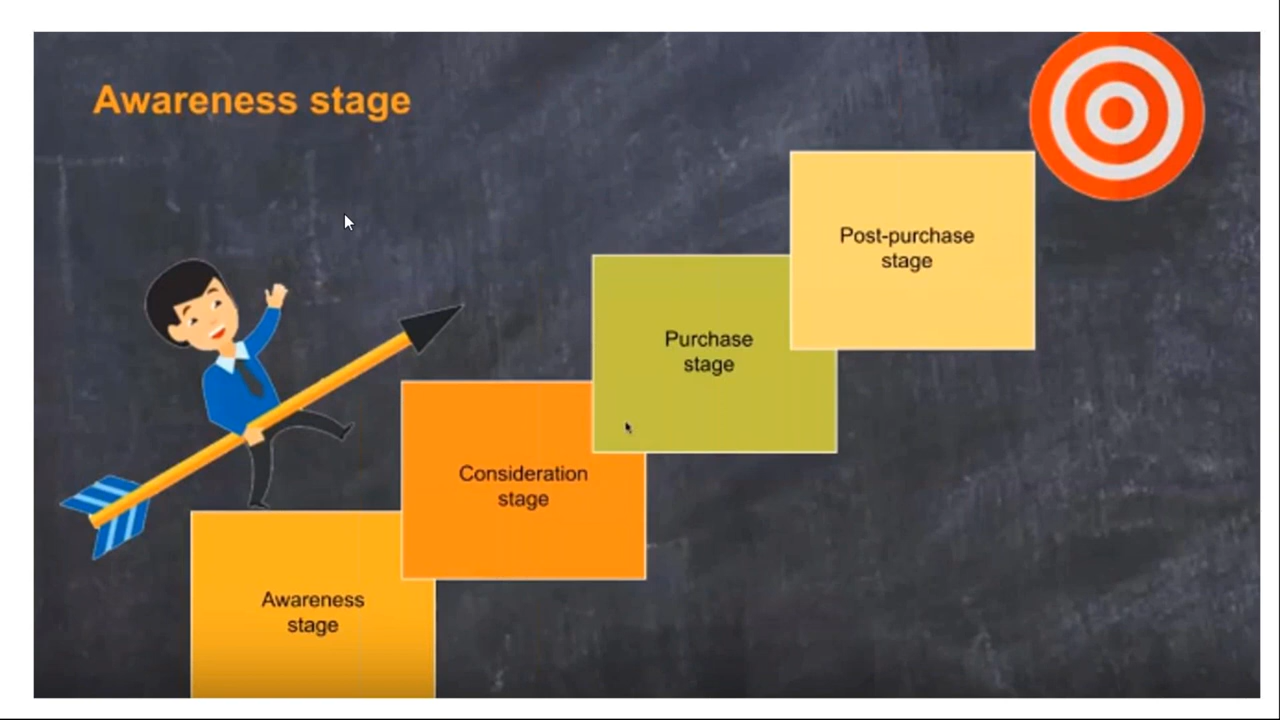 Awareness stage
Post-purchase
stage
Purchase
stage
Consideration
stage
Awareness
stage